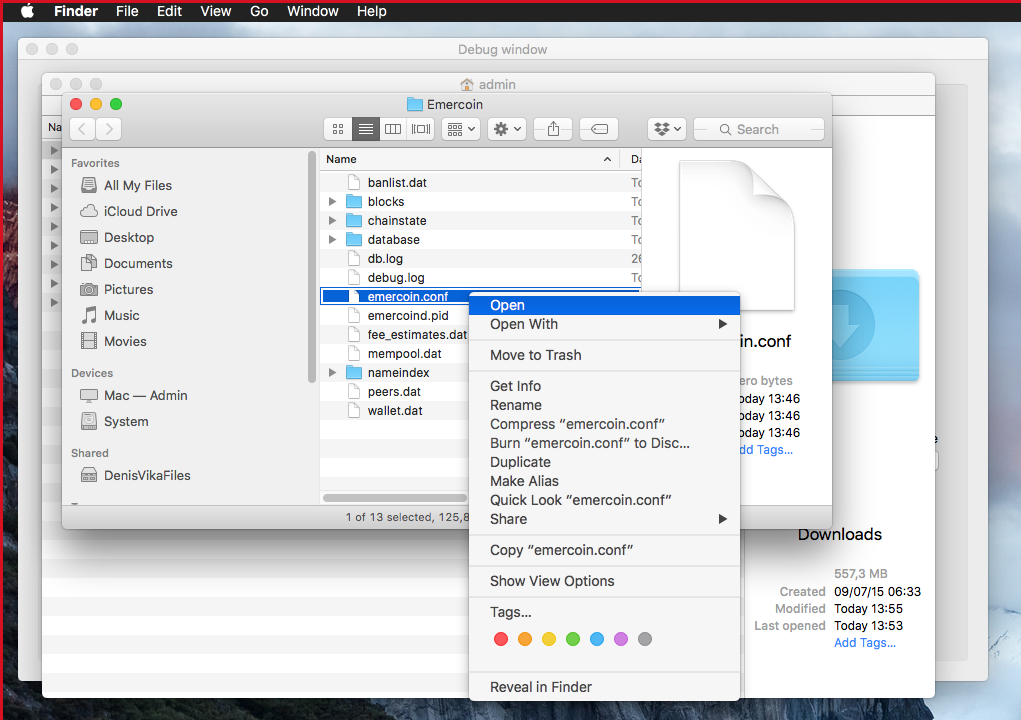 Finder File Edit View Go Window Help
Debug window
admin
Emercoin
Search
Na
Favorites
All My Files
iCloud Drive
Desktop
Documents
Pictures
Music
Movies
Devices
Mac — Admin
System
Shared
DenisVikaFiles
Name
banlist.dat
blocks
chainstate
database
db.log 26
debug.log
emercoin.conf
emercoind.pid
fee_estimates.dat
mempool.dat
nameindex
peers.dat
wallet.dat
1 of 13 selected, 125,8
Open
Open With
Move to Trash
Get Info
Rename
Compress “emercoin.conf”
Burn “emercoin.conf” to Disc...
Duplicate
Make Alias
Quick Look “emercoin.conf”
Share
Copy “emercoin.conf”
Show View Options
Tags...
Reveal in Finder
in.conf
ero bytes
oday 13:46
oday 13:46
oday 13:46
dd Tags...
Downloads
557,3 MB
Created 09/07/15 06:33
Modified Today 13:55
Last opened Today 13:53
Add Tags...